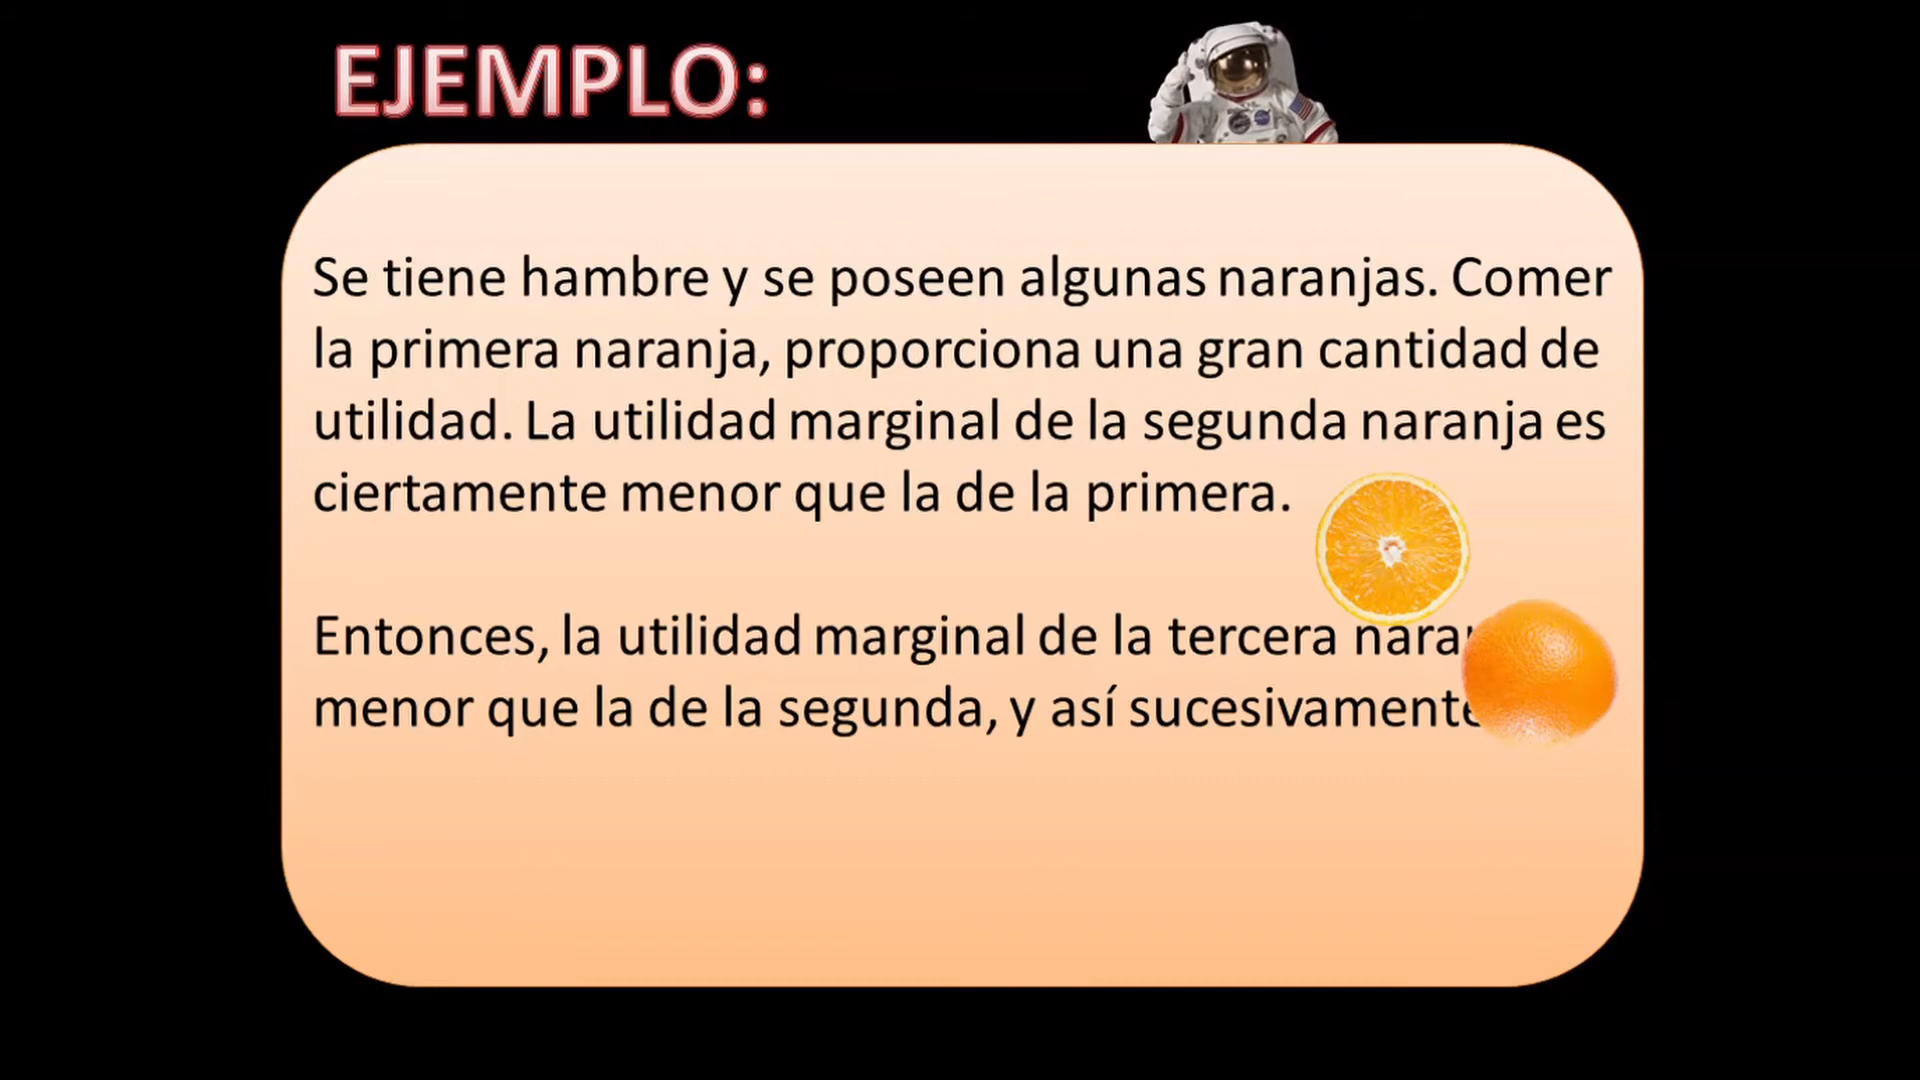 EJEMPLO:
Se tiene hambre y se poseen algunas naranjas. Comer
la primera naranja, proporciona una gran cantidad de
utilidad. La utilidad marginal de la segunda naranja es
ciertamente menor que la de la primera.
Entonces, la utilidad marginal de la tercera
menor que la de la segunda, y así sucesivamente